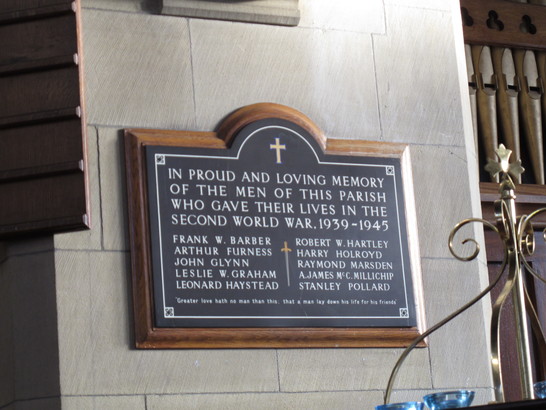 IN PROUD AND LOVING MEMORY
OF THE MEN OF THIS PARISH
WHO GAVE THEIR LIVES IN THE
SECOND WORLD WAR. 1939-1945
FRANK W. BARBER
ARTHUR FURNESS
JOHN GLYNN
LESLIE W. GRAHAM
LEONARD HAYSTEAD
ROBERT W. HARTLEY
HARRY HOLROYD
RAYMOND MARSDEN
A. JAMES McC. MILLICHIP
STANLEY POLLARD
"Greater love hath no man than this, that a man lay down his life for his friends"